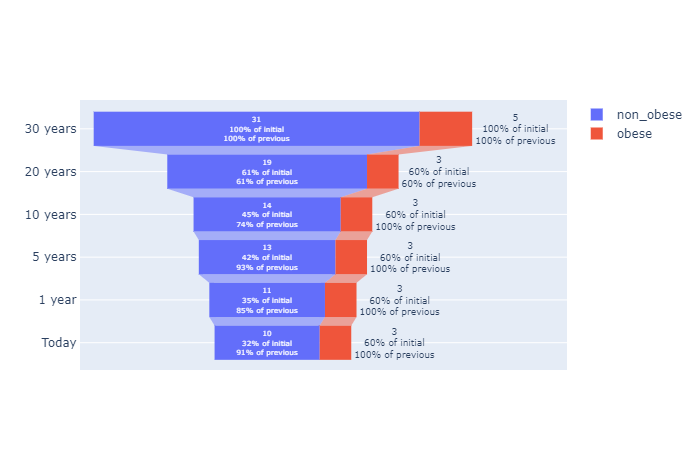 30 years
31
100% of initial
100% of previous
5
100% of initial
100% of previous
20 years
19
61% of initial
61% of previous
3
60% of initial
60% of previous
10 years
14
45% of initial
74% of previous
3
60% of initial
100% of previous
5 years
13
42% of initial
93% of previous
3
60% of initial
100% of previous
1 year
11
35% of initial
85% of previous
3
60% of initial
100% of previous
Today
10
32% of initial
91% of previous
3
60% of initial
100% of previous
non_obese
obese